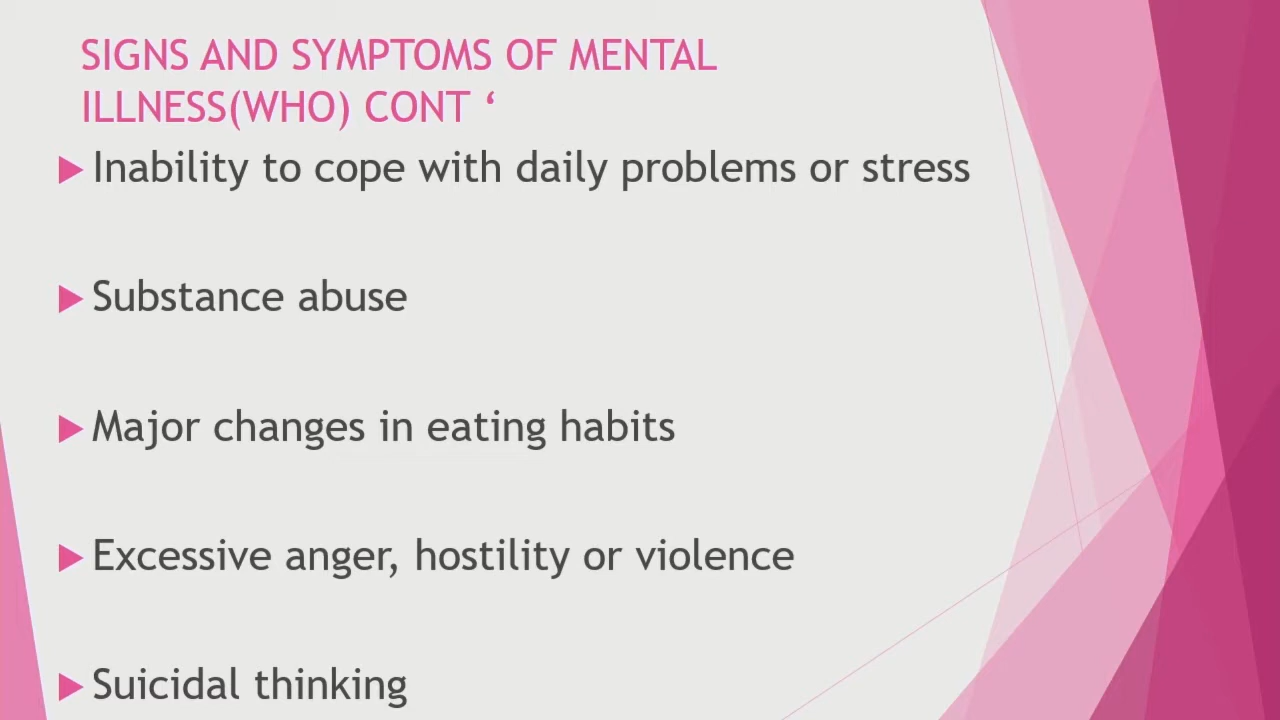 SIGNS AND SYMPTOMS OF MENTAL
ILLNESS(WHO) CONT ‘
Inability to cope with daily problems or stress
Substance abuse
Major changes in eating habits
Excessive anger, hostility or violence
Suicidal thinking